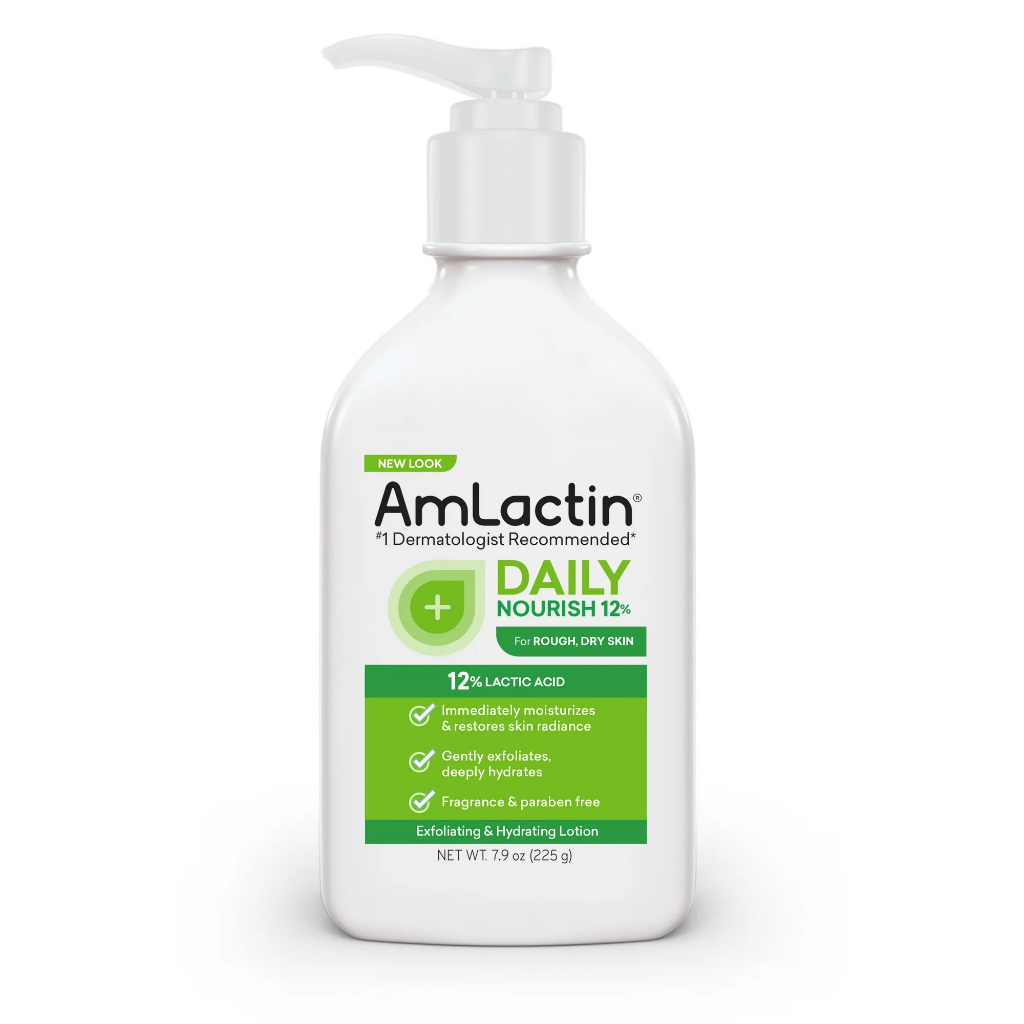 NEW LOOK
AmLactin®
#1 Dermatologist Recommended*
DAILY
NOURISH 12%
For ROUGH, DRY SKIN
12% LACTIC ACID
Immediately moisturizes
& restores skin radiance
Gently exfoliates,
deeply hydrates
Fragrance & paraben free
Exfoliating & Hydrating Lotion
NET WT. 7.9 oz (225 g)